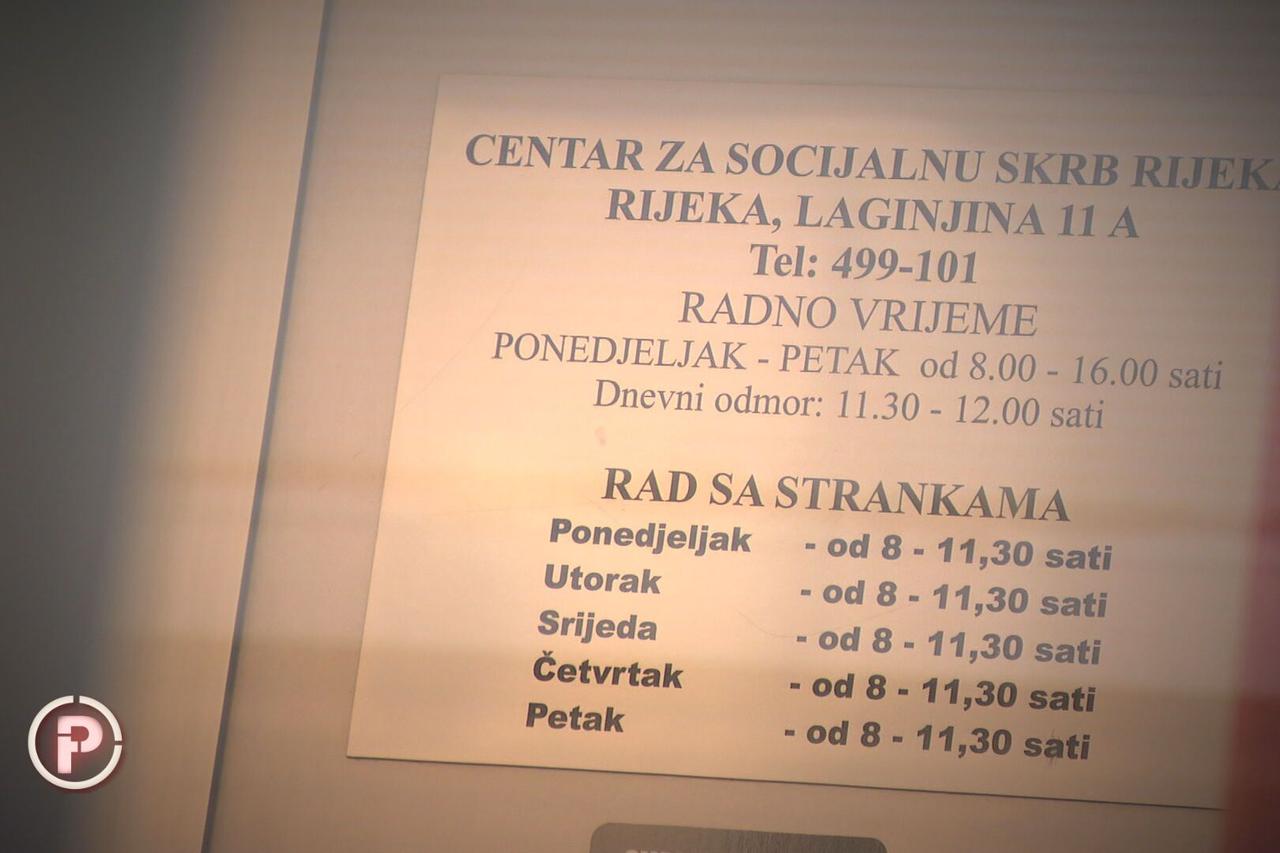 CENTAR ZA SOCIJALNU SKRB RIJEK
RIJEKA, LAGINJINA 11 A
Tel: 499-101
RADNO VRIJEME
PONEDJELJAK - PETAK od 8.00 - 16.00 sati
Dnevni odmor: 11.30 - 12.00 sati
RAD SA STRANKAMA
Ponedjeljak - od 8 - 11,30 sati
Utorak - od 8 - 11,30 sati
Srijeda - od 8 - 11,30 sati
Četvrtak - od 8 - 11,30 sati
Petak - od 8 - 11,30 sati
P